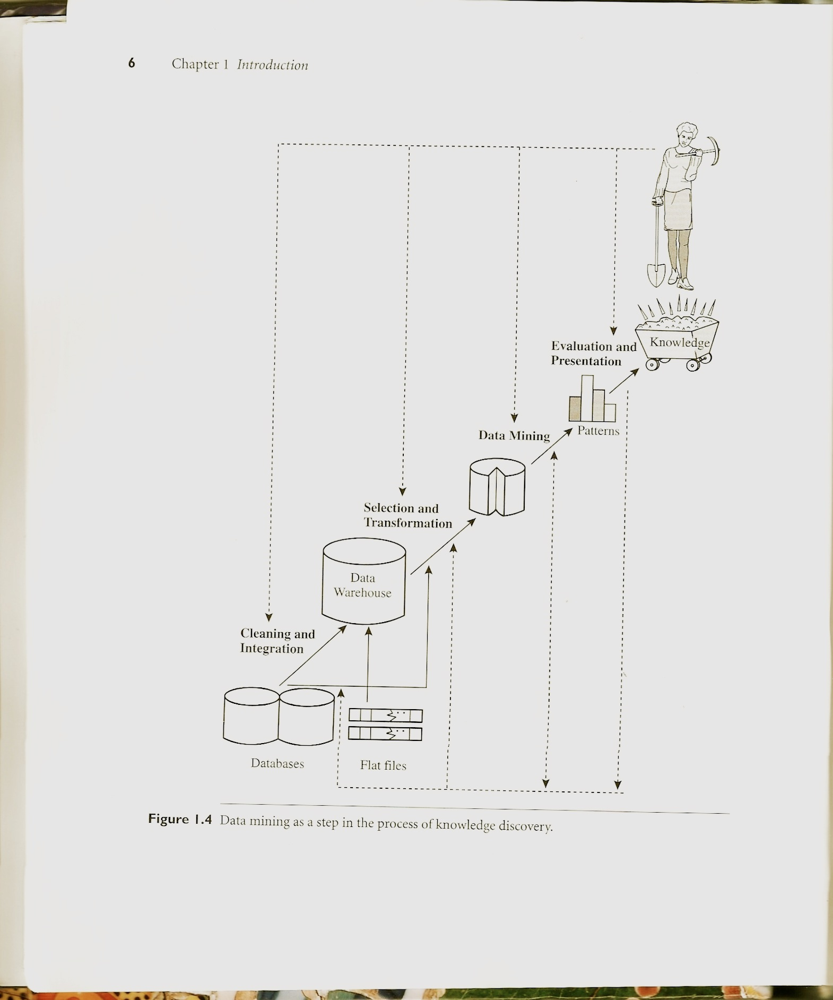 6 Chapter 1 Introduction
Evaluation and
Presentation
Knowledge
Patterns
Data Mining
Selection and
Transformation
Data
Warehouse
Cleaning and
Integration
Databases
Flat files
Figure 1.4 Data mining as a step in the process of knowledge discovery.